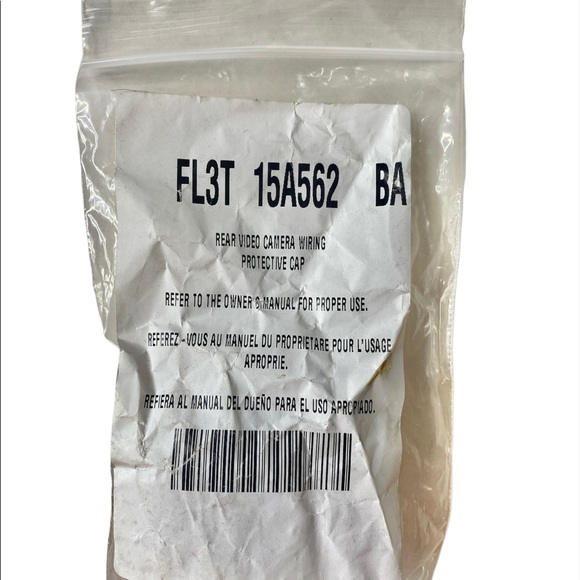 FL3T 15A562 BA
REAR VIDEO CAMERA WIRING
PROTECTIVE CAP
REFER TO THE OWNER S MANUAL FOR PROPER USE.
REFEREZ -VOUS AU MANUEL DU PROPRIETARE POUR L'USAGE
APROPRIE.
REFIERA AL MANUAL DEL DUEÑO PARA EL USO APROPIADO.